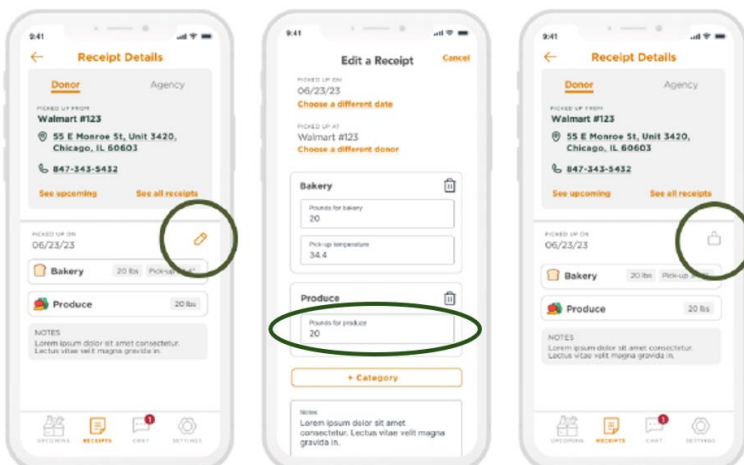 9:41
Receipt Details
Donor
Agency
PICKED UP FROM
Walmart #123
55 E Monroe St, Unit 3420,
Chicago, IL 60603
847-343-5432
See upcoming
See all receipts
PICKED UP ON
06/23/23
Bakery
20 lbs
Pick-up
Produce
20 lbs
NOTES
Lorem ipsum dolor sit amet consectetur.
Lectus vitae velit magna gravida in.
UPCOMING
RECEIPTS
CHAT
1
SETTINGS
9:41
Edit a Receipt
Cancel
PICKED UP ON
06/23/23
Choose a different date
PICKED UP AT
Walmart #123
Choose a different donor
Bakery
Pounds for bakery
20
Pick-up temperature
34.4
Produce
Pounds for produce
20
+ Category
Notes
Lorem ipsum dolor sit amet
consectetur. Lectus vitae velit magna
gravida in.
9:41
Receipt Details
Donor
Agency
PICKED UP FROM
Walmart #123
55 E Monroe St, Unit 3420,
Chicago, IL 60603
847-343-5432
See upcoming
See all receipts
PICKED UP ON
06/23/23
Bakery
20 lbs
Pick-up
Produce
20 lbs
NOTES
Lorem ipsum dolor sit amet consectetur.
Lectus vitae velit magna gravida in.
UPCOMING
RECEIPTS
CHAT
1
SETTINGS